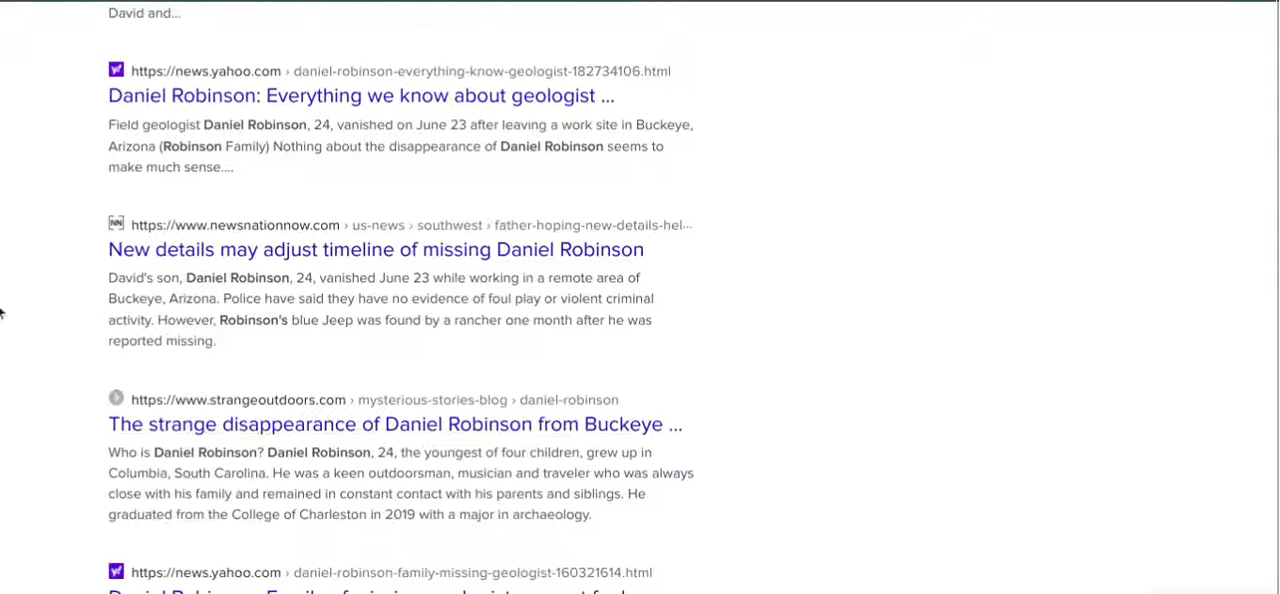 David and...
https://news.yahoo.com › daniel-robinson-everything-know-geologist-182734106.html
Daniel Robinson: Everything we know about geologist ...
Field geologist Daniel Robinson, 24, vanished on June 23 after leaving a work site in Buckeye,
Arizona (Robinson Family) Nothing about the disappearance of Daniel Robinson seems to
make much sense....
NN https://www.newsnationnow.com › us-news › southwest › father-hoping-new-details-hel...
New details may adjust timeline of missing Daniel Robinson
David's son, Daniel Robinson, 24, vanished June 23 while working in a remote area of
Buckeye, Arizona. Police have said they have no evidence of foul play or violent criminal
activity. However, Robinson's blue Jeep was found by a rancher one month after he was
reported missing.
https://www.strangeoutdoors.com › mysterious-stories-blog › daniel-robinson
The strange disappearance of Daniel Robinson from Buckeye ...
Who is Daniel Robinson? Daniel Robinson, 24, the youngest of four children, grew up in
Columbia, South Carolina. He was a keen outdoorsman, musician and traveler who was always
close with his family and remained in constant contact with his parents and siblings. He
graduated from the College of Charleston in 2019 with a major in archaeology.
https://news.yahoo.com › daniel-robinson-family-missing-geologist-160321614.html